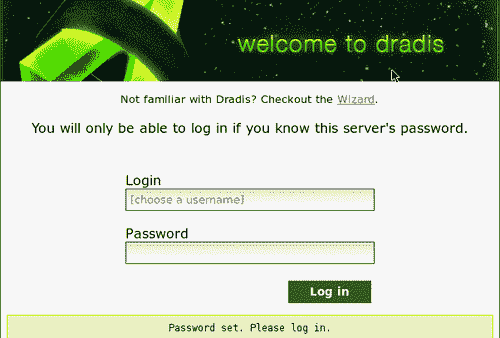 welcome to dradis
Not familiar with Dradis? Checkout the Wizard.
You will only be able to log in if you know this server's password.
Login
[choose a username]
Password
Log in
Password set. Please log in.